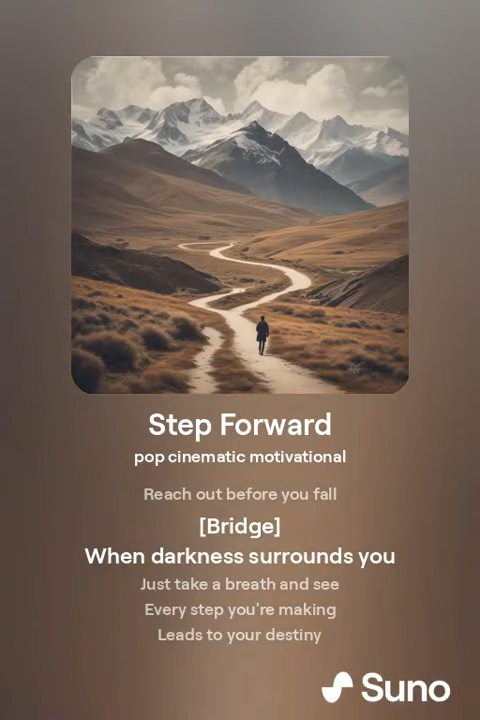 Step Forward
pop cinematic motivational
Reach out before you fall
[Bridge]
When darkness surrounds you
Just take a breath and see
Every step you're making
Leads to your destiny
Suno